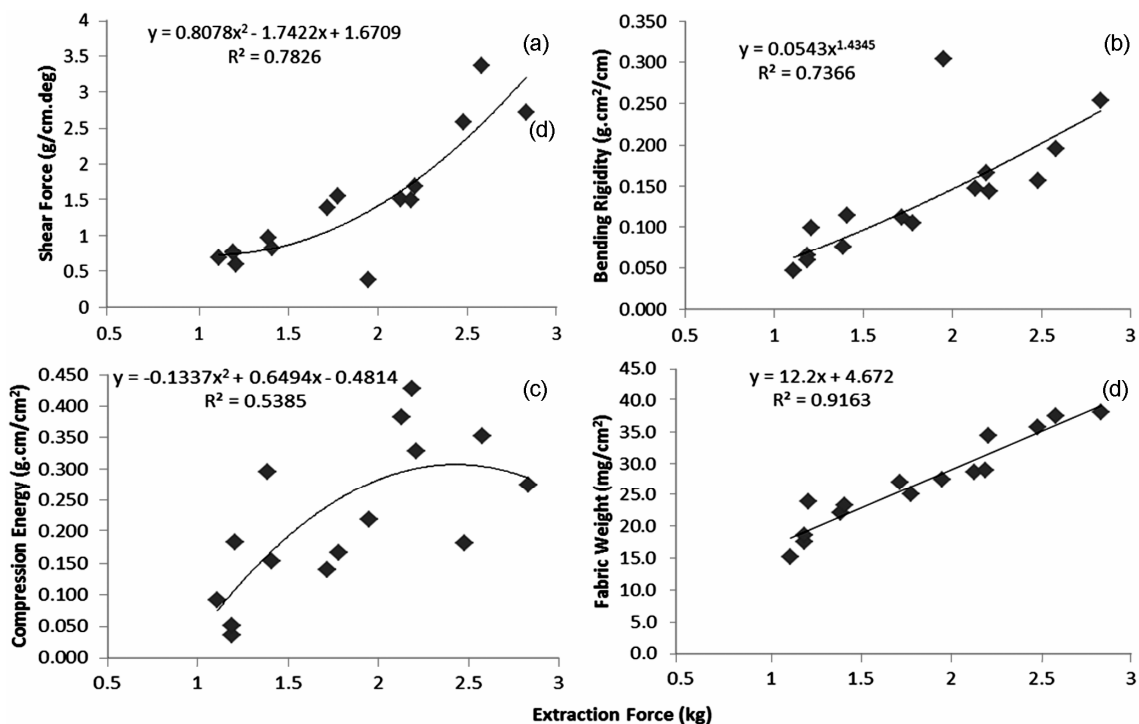 4
3.5
3
2.5
2
1.5
1
0.5
0
Shear Force (g/cm.deg)
y = 0.8078x² - 1.7422x + 1.6709
R² = 0.7826
(a)
(d)
0.5 1 1.5 2 2.5 3
0.350
0.300
0.250
0.200
0.150
0.100
0.050
0.000
Bending Rigidity (g.cm²/cm)
y = 0.0543x^1.4345
R² = 0.7366
(b)
0.5 1 1.5 2 2.5 3
0.450
0.400
0.350
0.300
0.250
0.200
0.150
0.100
0.050
0.000
Compression Energy (g.cm/cm²)
y = -0.1337x² + 0.6494x - 0.4814
R² = 0.5385
(c)
0.5 1 1.5 2 2.5 3
45.0
40.0
35.0
30.0
25.0
20.0
15.0
10.0
5.0
0.0
Fabric Weight (mg/cm²)
y = 12.2x + 4.672
R² = 0.9163
(d)
0.5 1 1.5 2 2.5 3
Extraction Force (kg)